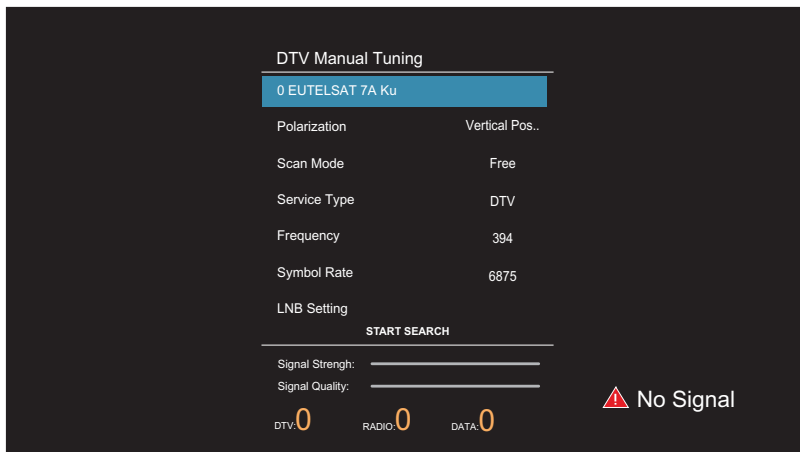 DTV Manual Tuning
0 EUTELSAT 7A Ku
Polarization Vertical Pos..
Scan Mode Free
Service Type DTV
Frequency 394
Symbol Rate 6875
LNB Setting
START SEARCH
Signal Strengh:
Signal Quality:
DTV:0 RADIO:0 DATA:0
No Signal